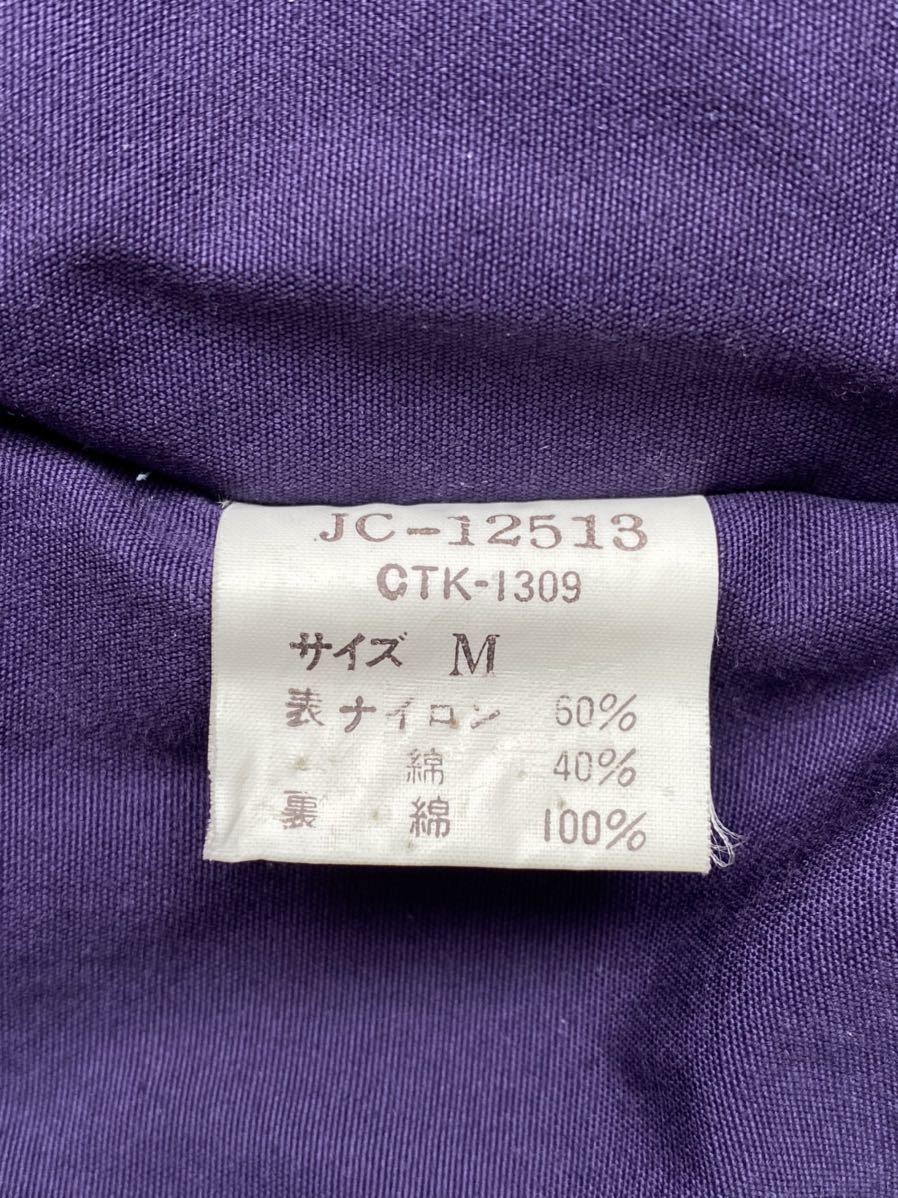 JC-12513
CTK-1309
サイズ M
表ナイロン 60%
綿 40%
裏 綿 100%